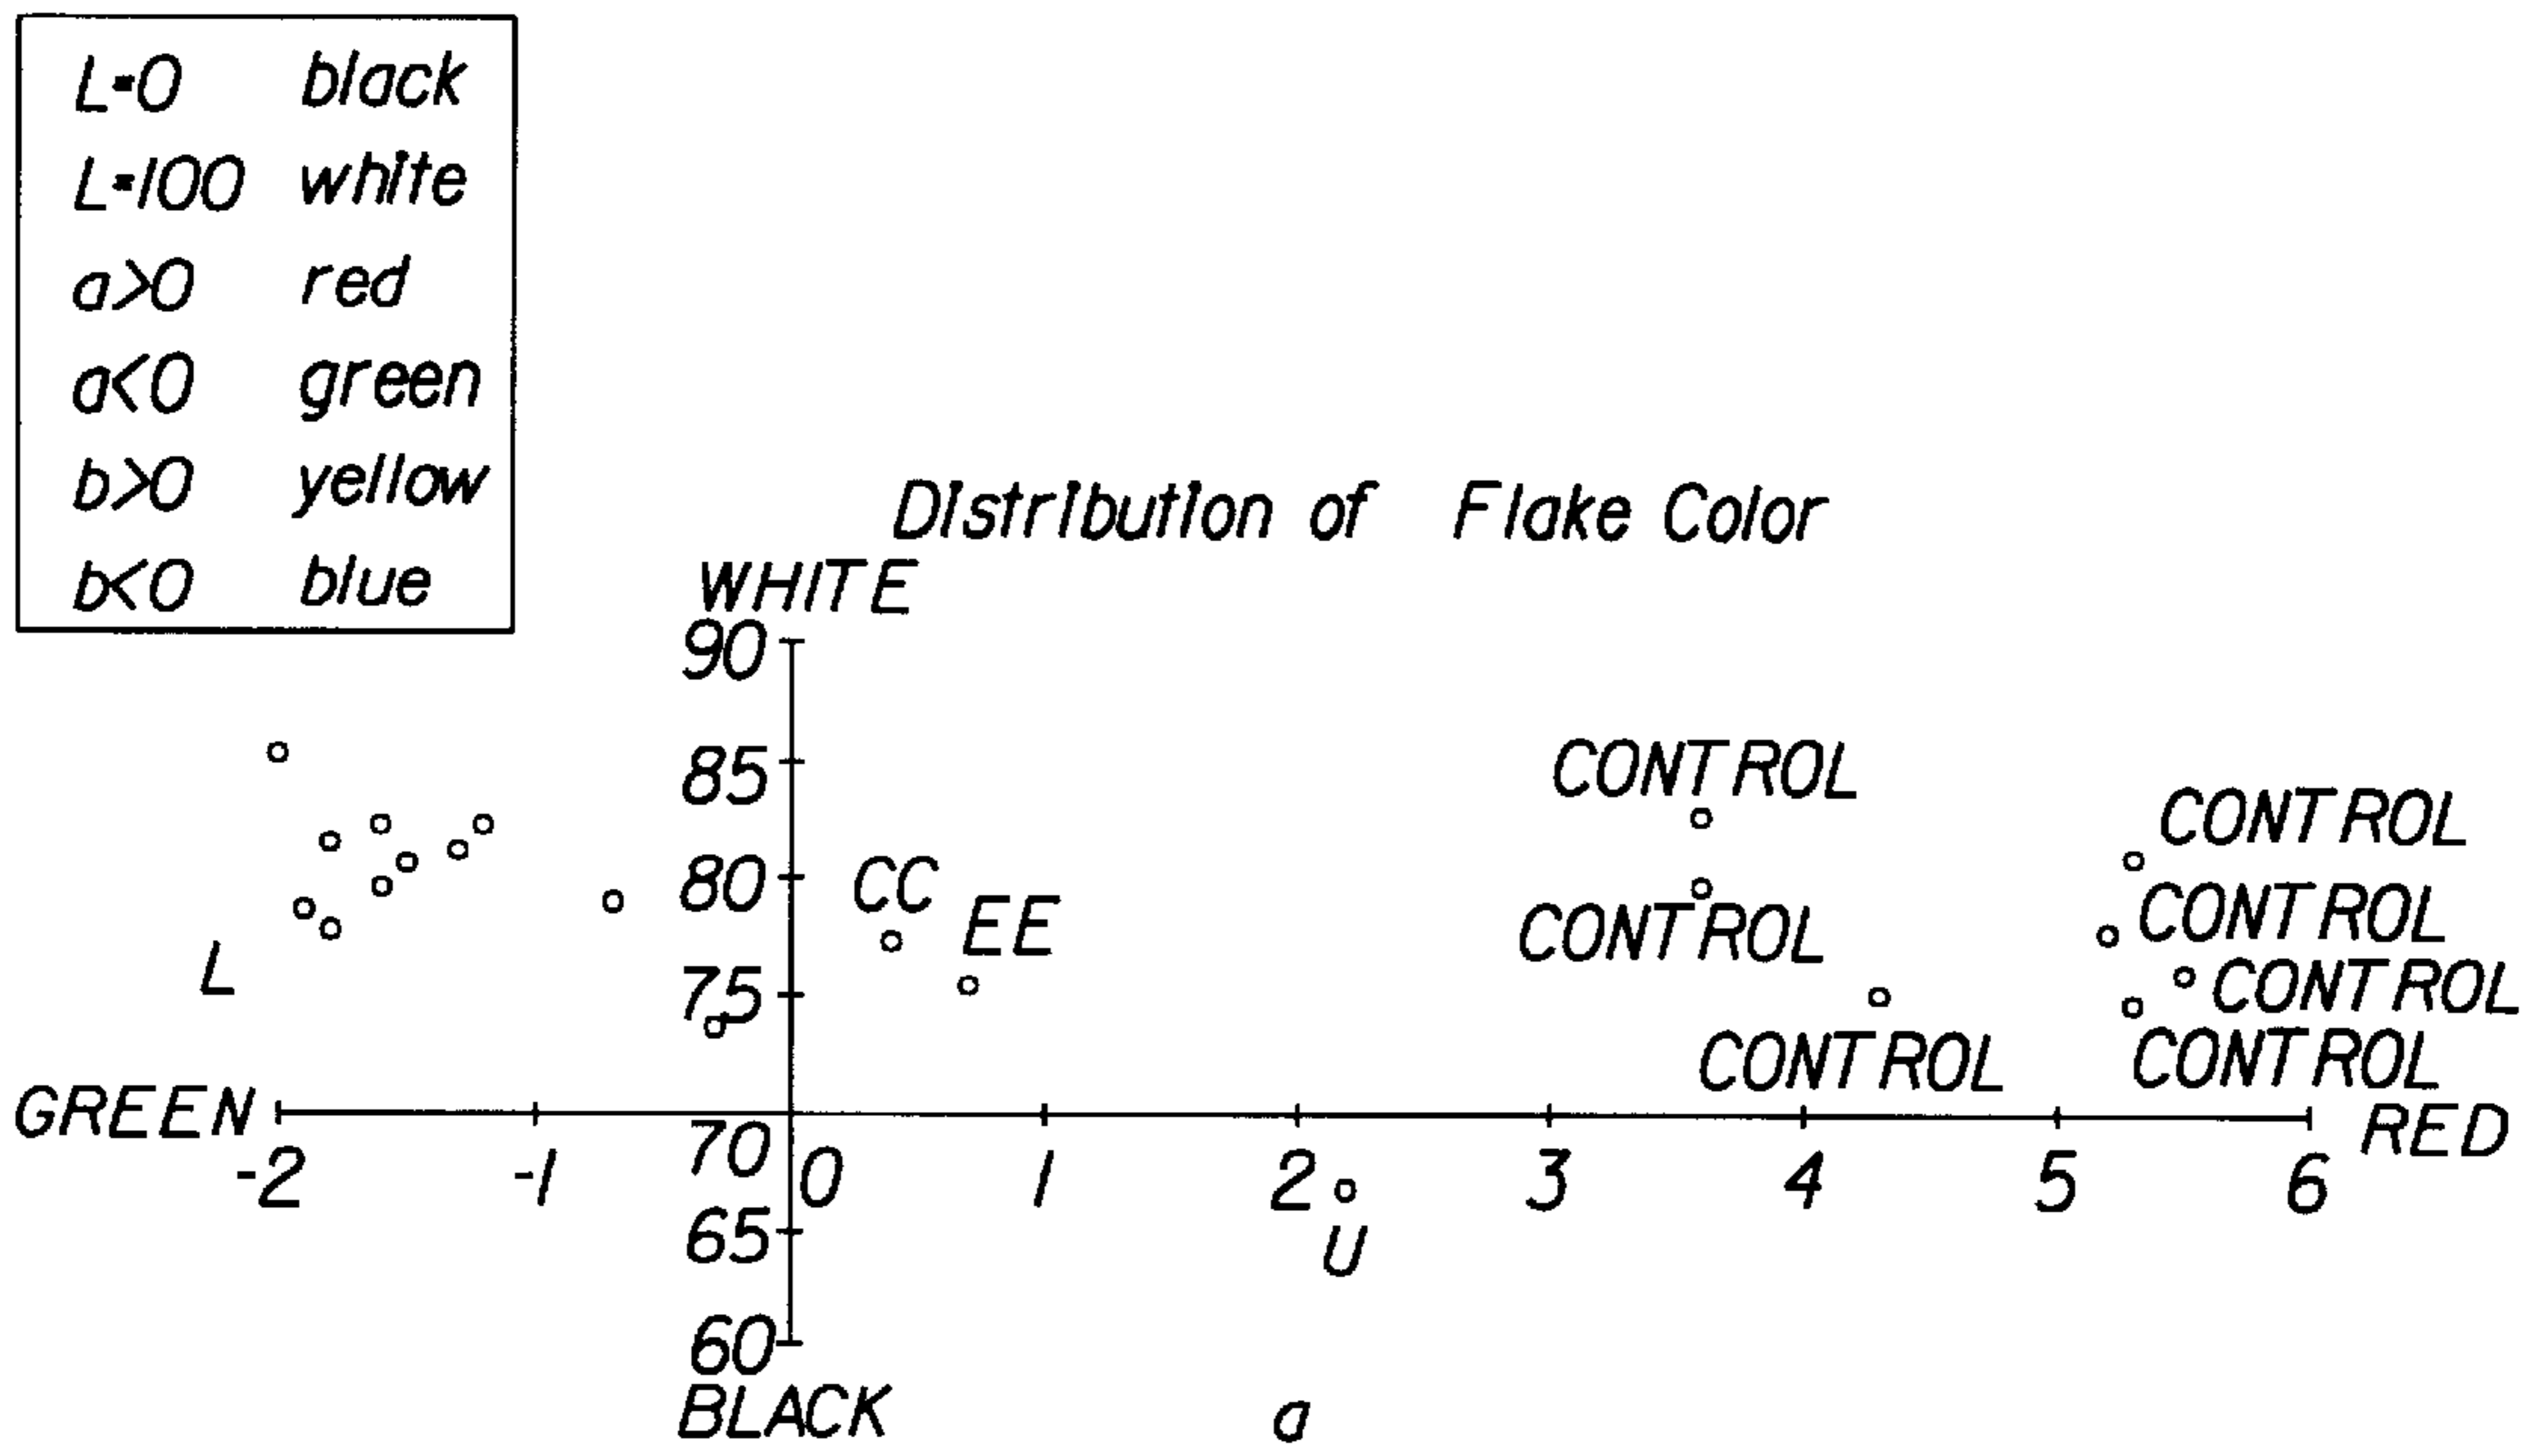 L=0 black
L=100 white
a>0 red
a<0 green
b>0 yellow
b<0 blue
Distribution of Flake Color
WHITE
90
85
80
75
70
65
60
BLACK
CONTROL
CONTROL
CC
EE
CONTROL
CONTROL
CONTROL
L
CONTROL
CONTROL
GREEN
RED
-2 -1 0 1 2 3 4 5 6
U
a